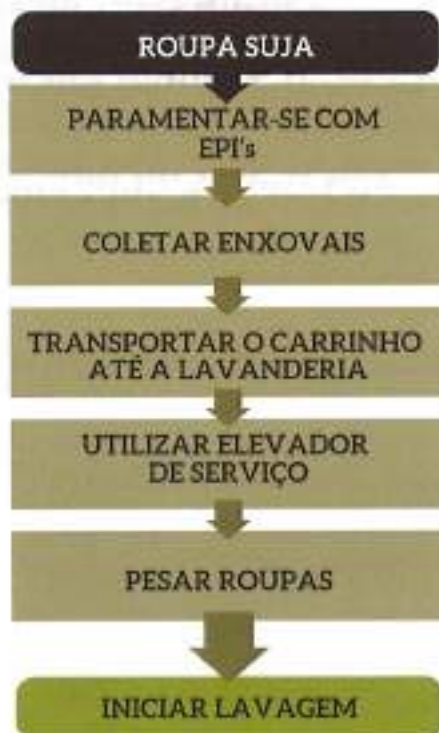 ROUPA SUJA
PARAMENTAR-SE COM
EPI's
COLETAR ENXOVAIS
TRANSPORTAR O CARRINHO
ATÉ A LAVANDERIA
UTILIZAR ELEVADOR
DE SERVIÇO
PESAR ROUPAS
INICIAR LAVAGEM